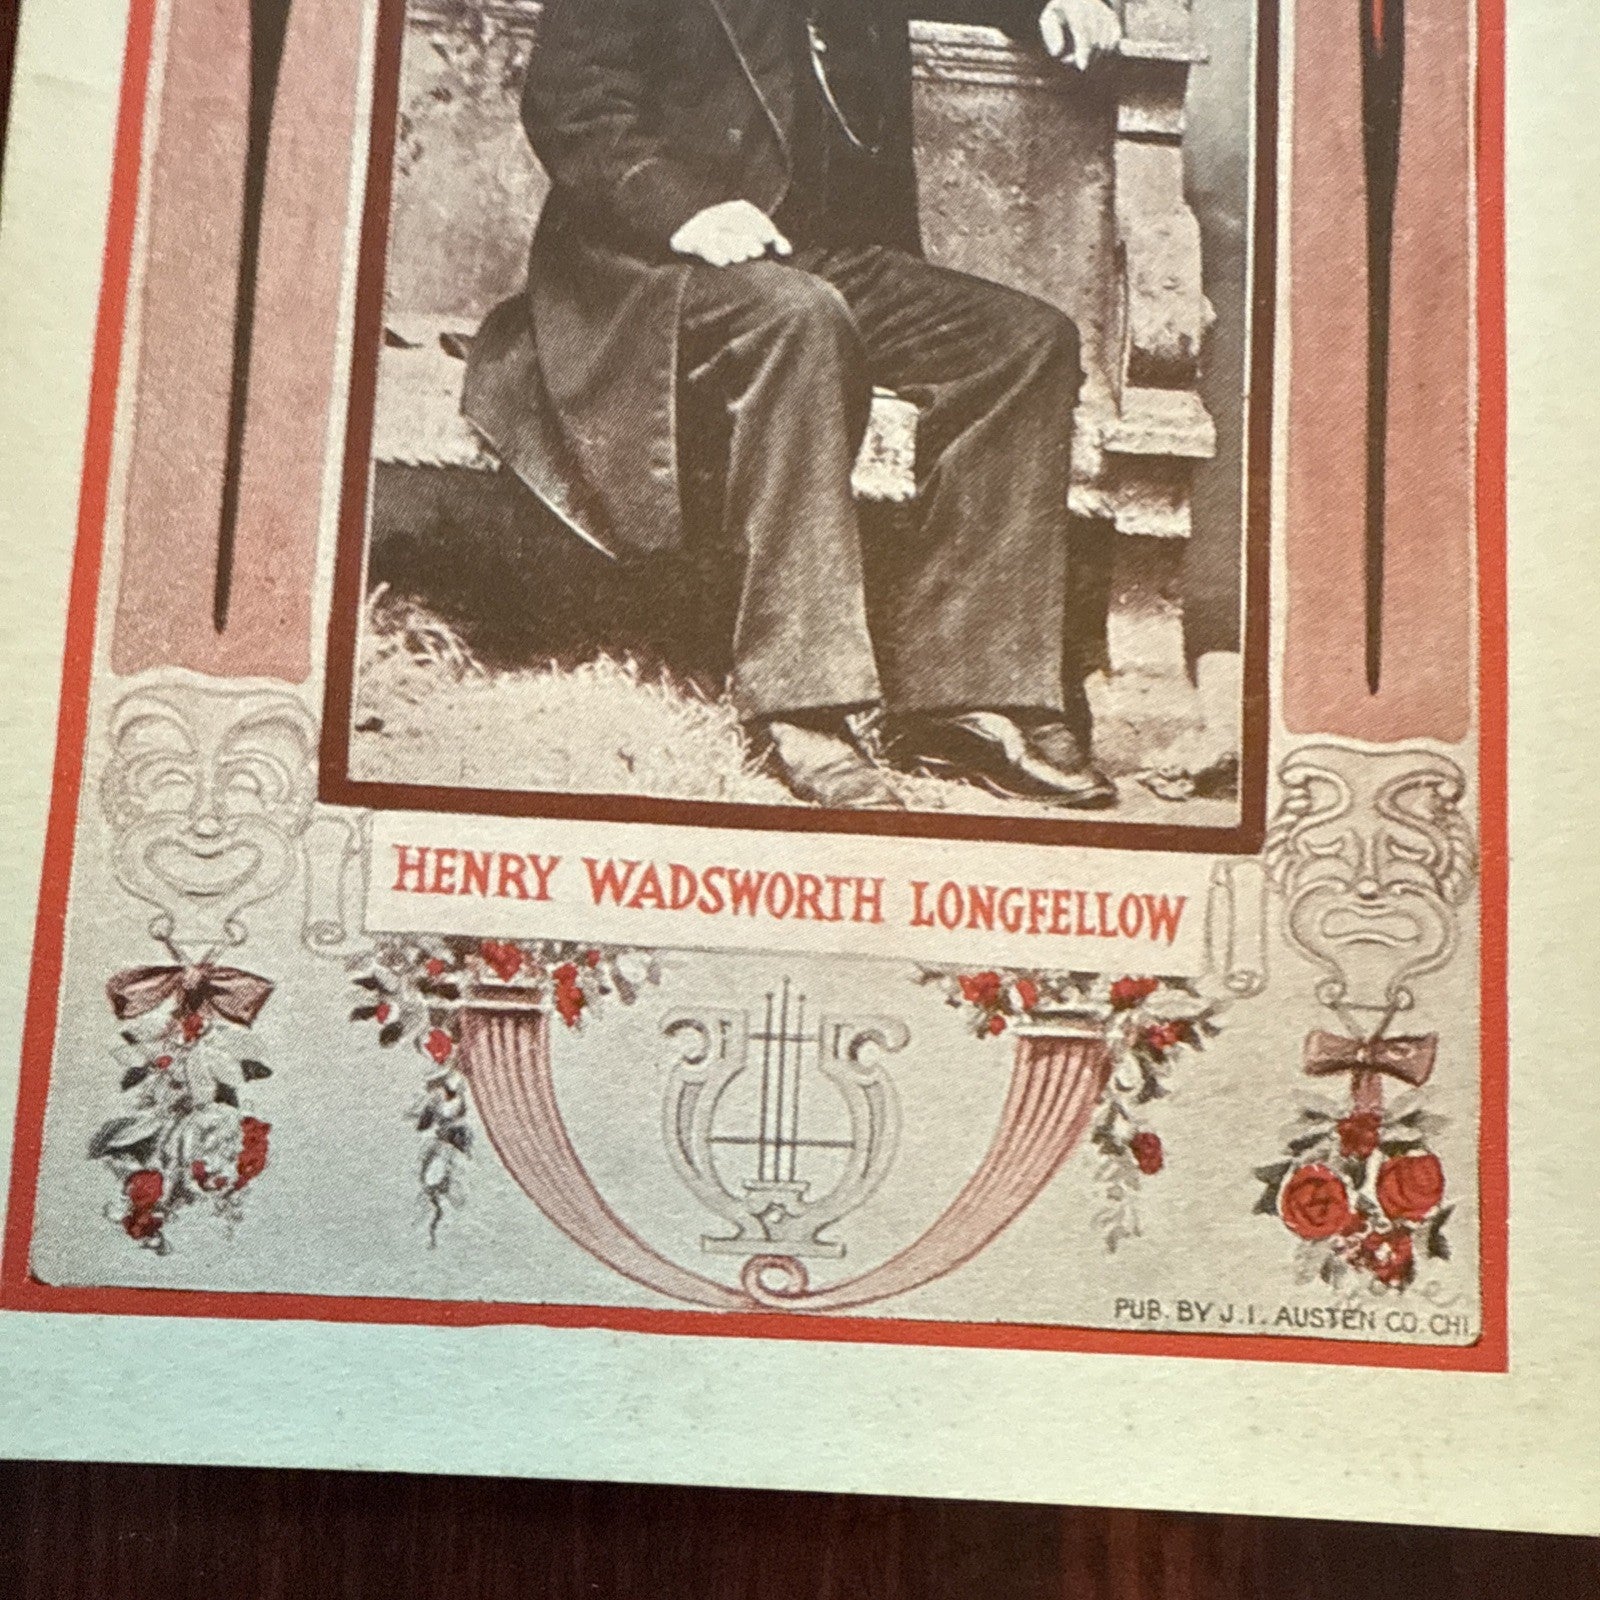 HENRY WADSWORTH LONGFELLOW
PUB. BY J.I. AUSTEN CO. CHI.